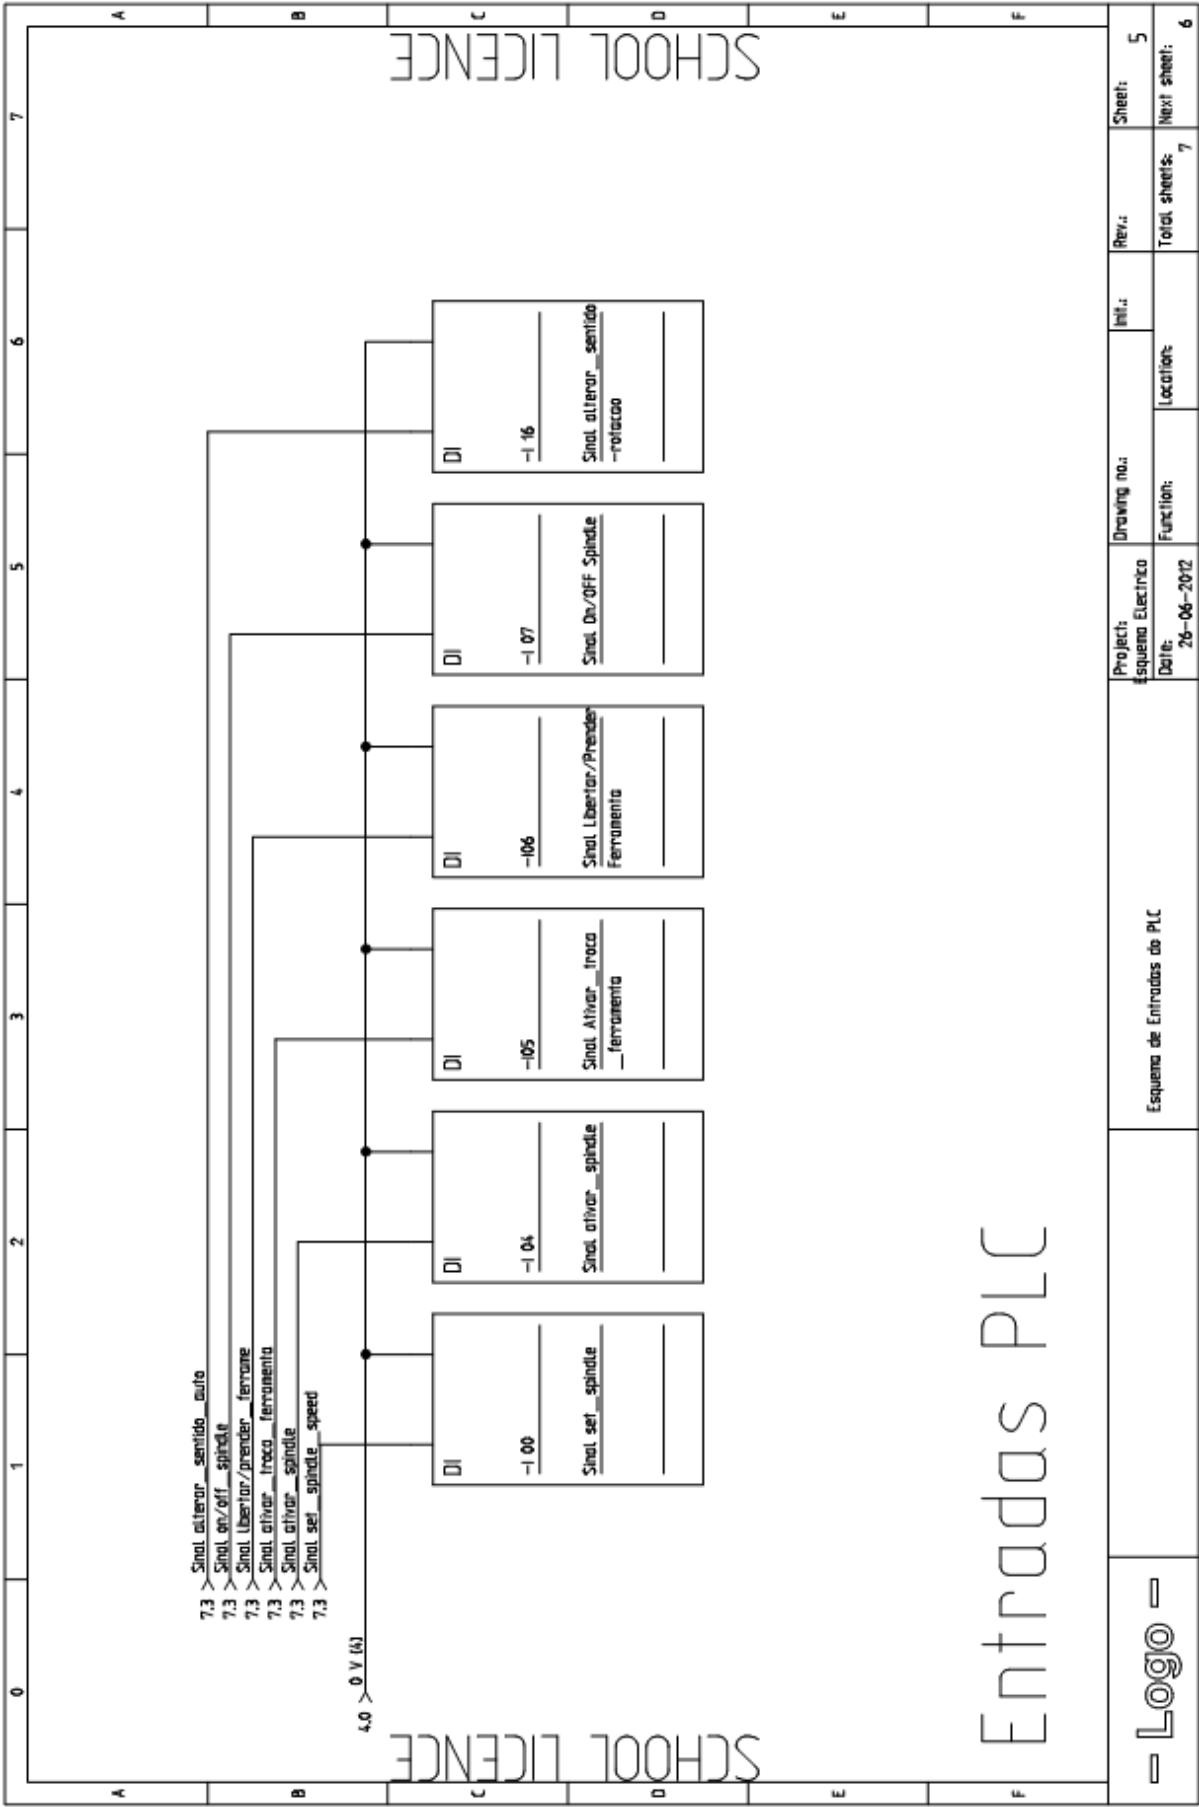 0 1 2 3 4 5 6 7
A
B
C
D
E
F
A
B
C
D
E
F
SCHOOL LICENCE
SCHOOL LICENCE
7.3 Sinal alterar_sentido_auto
7.3 Sinal on/off_spindle
7.3 Sinal libertar/prender_ferrame
7.3 Sinal ativar_troca_ferramenta
7.3 Sinal ativar_spindle
7.3 Sinal set_spindle_speed
4.0 0 V (4)
DI
-I 00
Sinal set_spindle
DI
-I 04
Sinal ativar_spindle
DI
-I05
Sinal Ativar_troca
_ferramenta
DI
-I06
Sinal Libertar/Prender
Ferramenta
DI
-I 07
Sinal On/OFF Spindle
DI
-I 16
Sinal alterar_sentido
-rotacao
Entradas PLC
- Logo -
Esquema de Entradas do PLC
Project:
Esquema Electrico
Date:
26-06-2012
Drawing no.:
Function:
Init.:
Location:
Rev.:
Total sheets:
7
Sheet:
5
Next sheet:
6